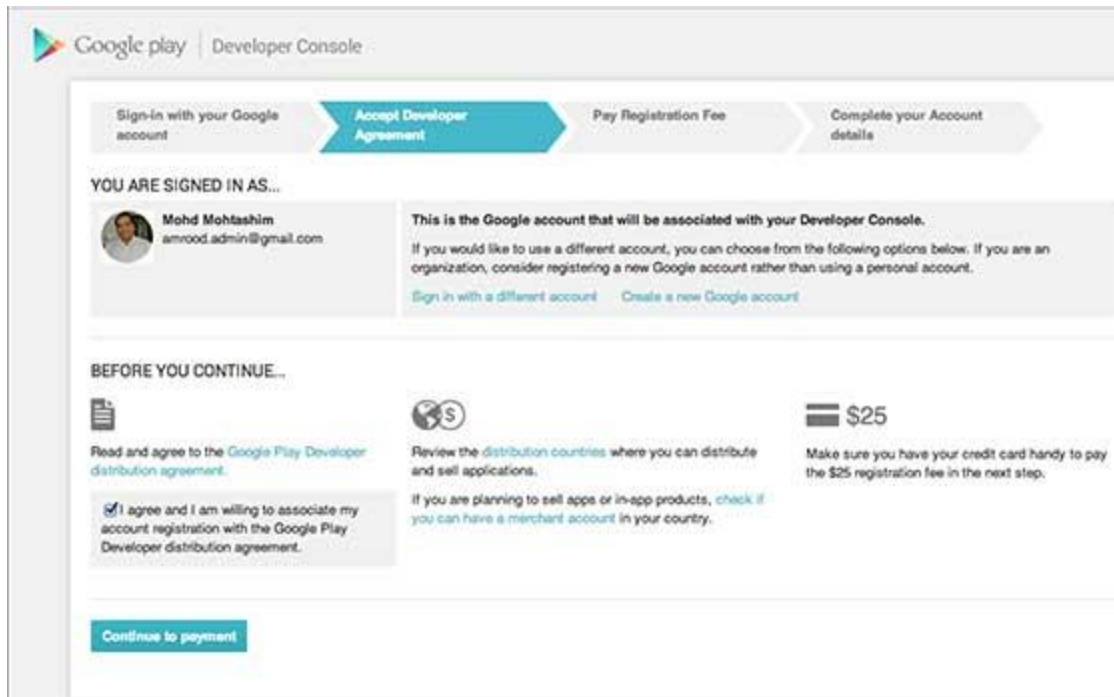 Google play | Developer Console
Sign-in with your Google
account
Accept Developer
Agreement
Pay Registration Fee
Complete your Account
details
YOU ARE SIGNED IN AS...
Mohd Mohtashim
amrood.admin@gmail.com
This is the Google account that will be associated with your Developer Console.
If you would like to use a different account, you can choose from the following options below. If you are an
organization, consider registering a new Google account rather than using a personal account.
Sign in with a different account Create a new Google account
BEFORE YOU CONTINUE...
Read and agree to the Google Play Developer
distribution agreement.
I agree and I am willing to associate my
account registration with the Google Play
Developer distribution agreement.
$
Review the distribution countries where you can distribute
and sell applications.
If you are planning to sell apps or in-app products, check if
you can have a merchant account in your country.
$25
Make sure you have your credit card handy to pay
the $25 registration fee in the next step.
Continue to payment